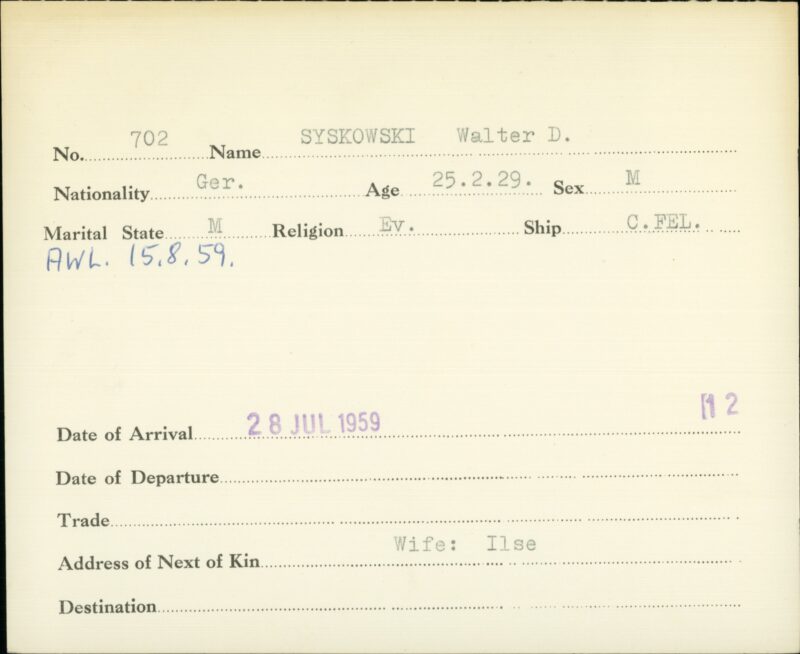 No. 702 Name SYSKOWSKI Walter D.
Nationality Ger. Age 25.2.29. Sex M
Marital State M Religion Ev. Ship C.FEL.
AWL. 15.8.59.
Date of Arrival 28 JUL 1959 12
Date of Departure
Trade
Address of Next of Kin Wife: Ilse
Destination